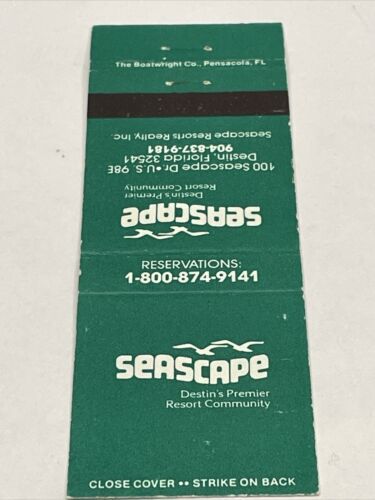 The Boatwright Co., Pensacola, FL
SEASCAPE
Destin's Premier
Resort Community
100 Seascape Dr.•U.S. 98E
Destin, Florida 32541
904-837-9181
Seascape Resorts Realty, Inc.
RESERVATIONS:
1-800-874-9141
SEASCAPE
Destin's Premier
Resort Community
CLOSE COVER •• STRIKE ON BACK